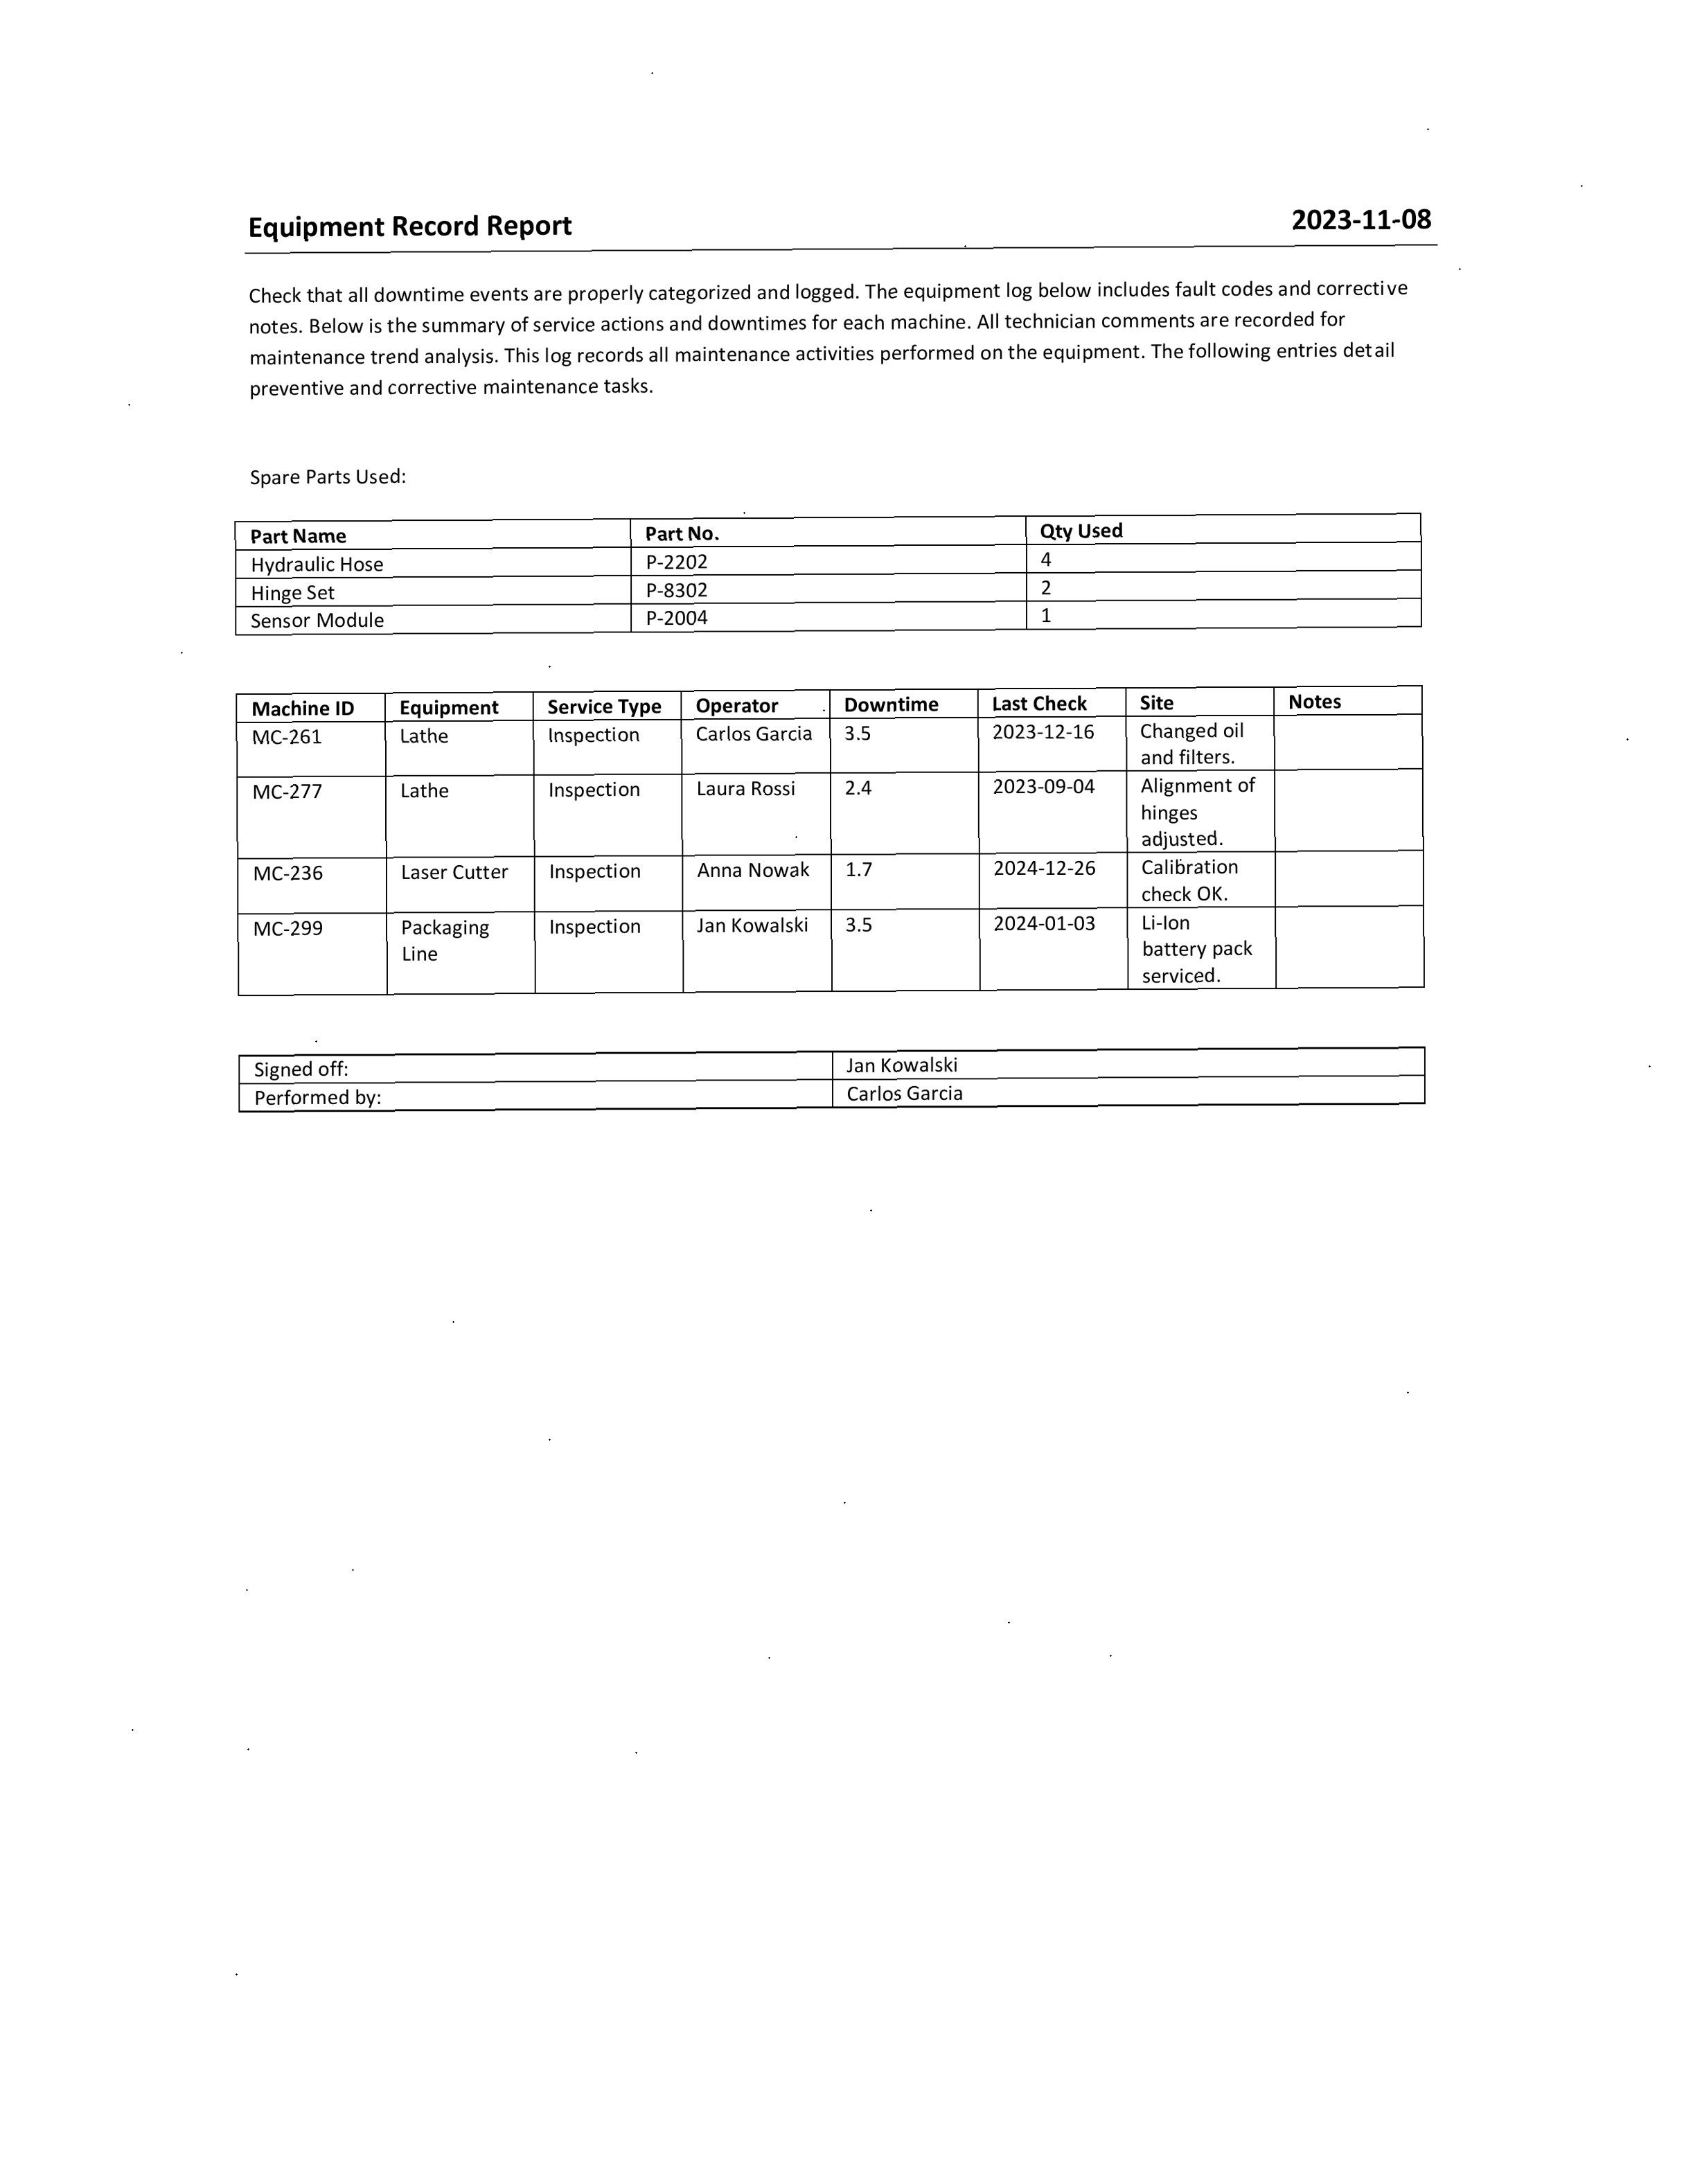 Equipment Record Report 2023-11-08
Check that all downtime events are properly categorized and logged. The equipment log below includes fault codes and corrective
notes. Below is the summary of service actions and downtimes for each machine. All technician comments are recorded for
maintenance trend analysis. This log records all maintenance activities performed on the equipment. The following entries detail
preventive and corrective maintenance tasks.
Spare Parts Used:
Part Name Part No. Qty Used
Hydraulic Hose P-2202 4
Hinge Set P-8302 2
Sensor Module P-2004 1
Machine ID Equipment Service Type Operator Downtime Last Check Site Notes
MC-261 Lathe Inspection Carlos Garcia 3.5 2023-12-16 Changed oil
and filters.
MC-277 Lathe Inspection Laura Rossi 2.4 2023-09-04 Alignment of
hinges
adjusted.
MC-236 Laser Cutter Inspection Anna Nowak 1.7 2024-12-26 Calibration
check OK.
MC-299 Packaging Inspection Jan Kowalski 3.5 2024-01-03 Li-Ion
Line battery pack
serviced.
Signed off: Jan Kowalski
Performed by: Carlos Garcia